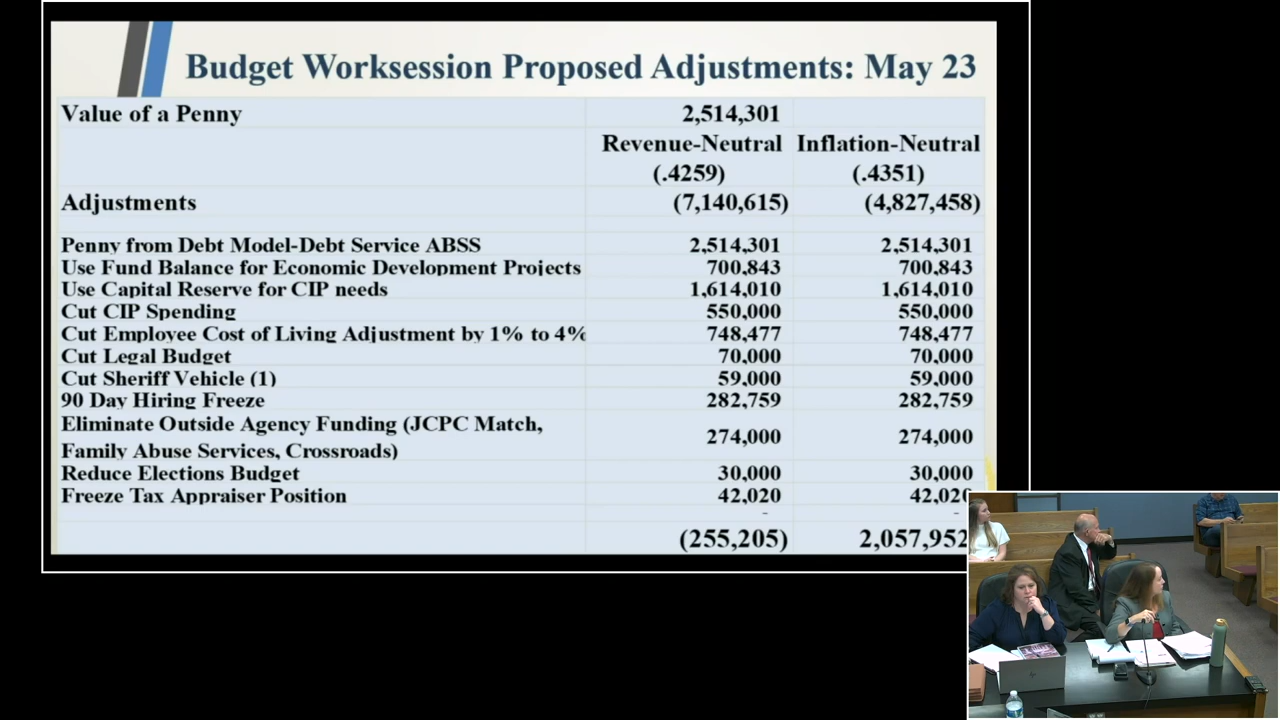 Budget Worksession Proposed Adjustments: May 23
Value of a Penny 2,514,301
Revenue-Neutral Inflation-Neutral
(.4259) (.4351)
Adjustments (7,140,615) (4,827,458)
Penny from Debt Model-Debt Service ABSS 2,514,301 2,514,301
Use Fund Balance for Economic Development Projects 700,843 700,843
Use Capital Reserve for CIP needs 1,614,010 1,614,010
Cut CIP Spending 550,000 550,000
Cut Employee Cost of Living Adjustment by 1% to 4% 748,477 748,477
Cut Legal Budget 70,000 70,000
Cut Sheriff Vehicle (1) 59,000 59,000
90 Day Hiring Freeze 282,759 282,759
Eliminate Outside Agency Funding (JCPC Match,
Family Abuse Services, Crossroads) 274,000 274,000
Reduce Elections Budget 30,000 30,000
Freeze Tax Appraiser Position 42,020 42,020
- -
(255,205) 2,057,952